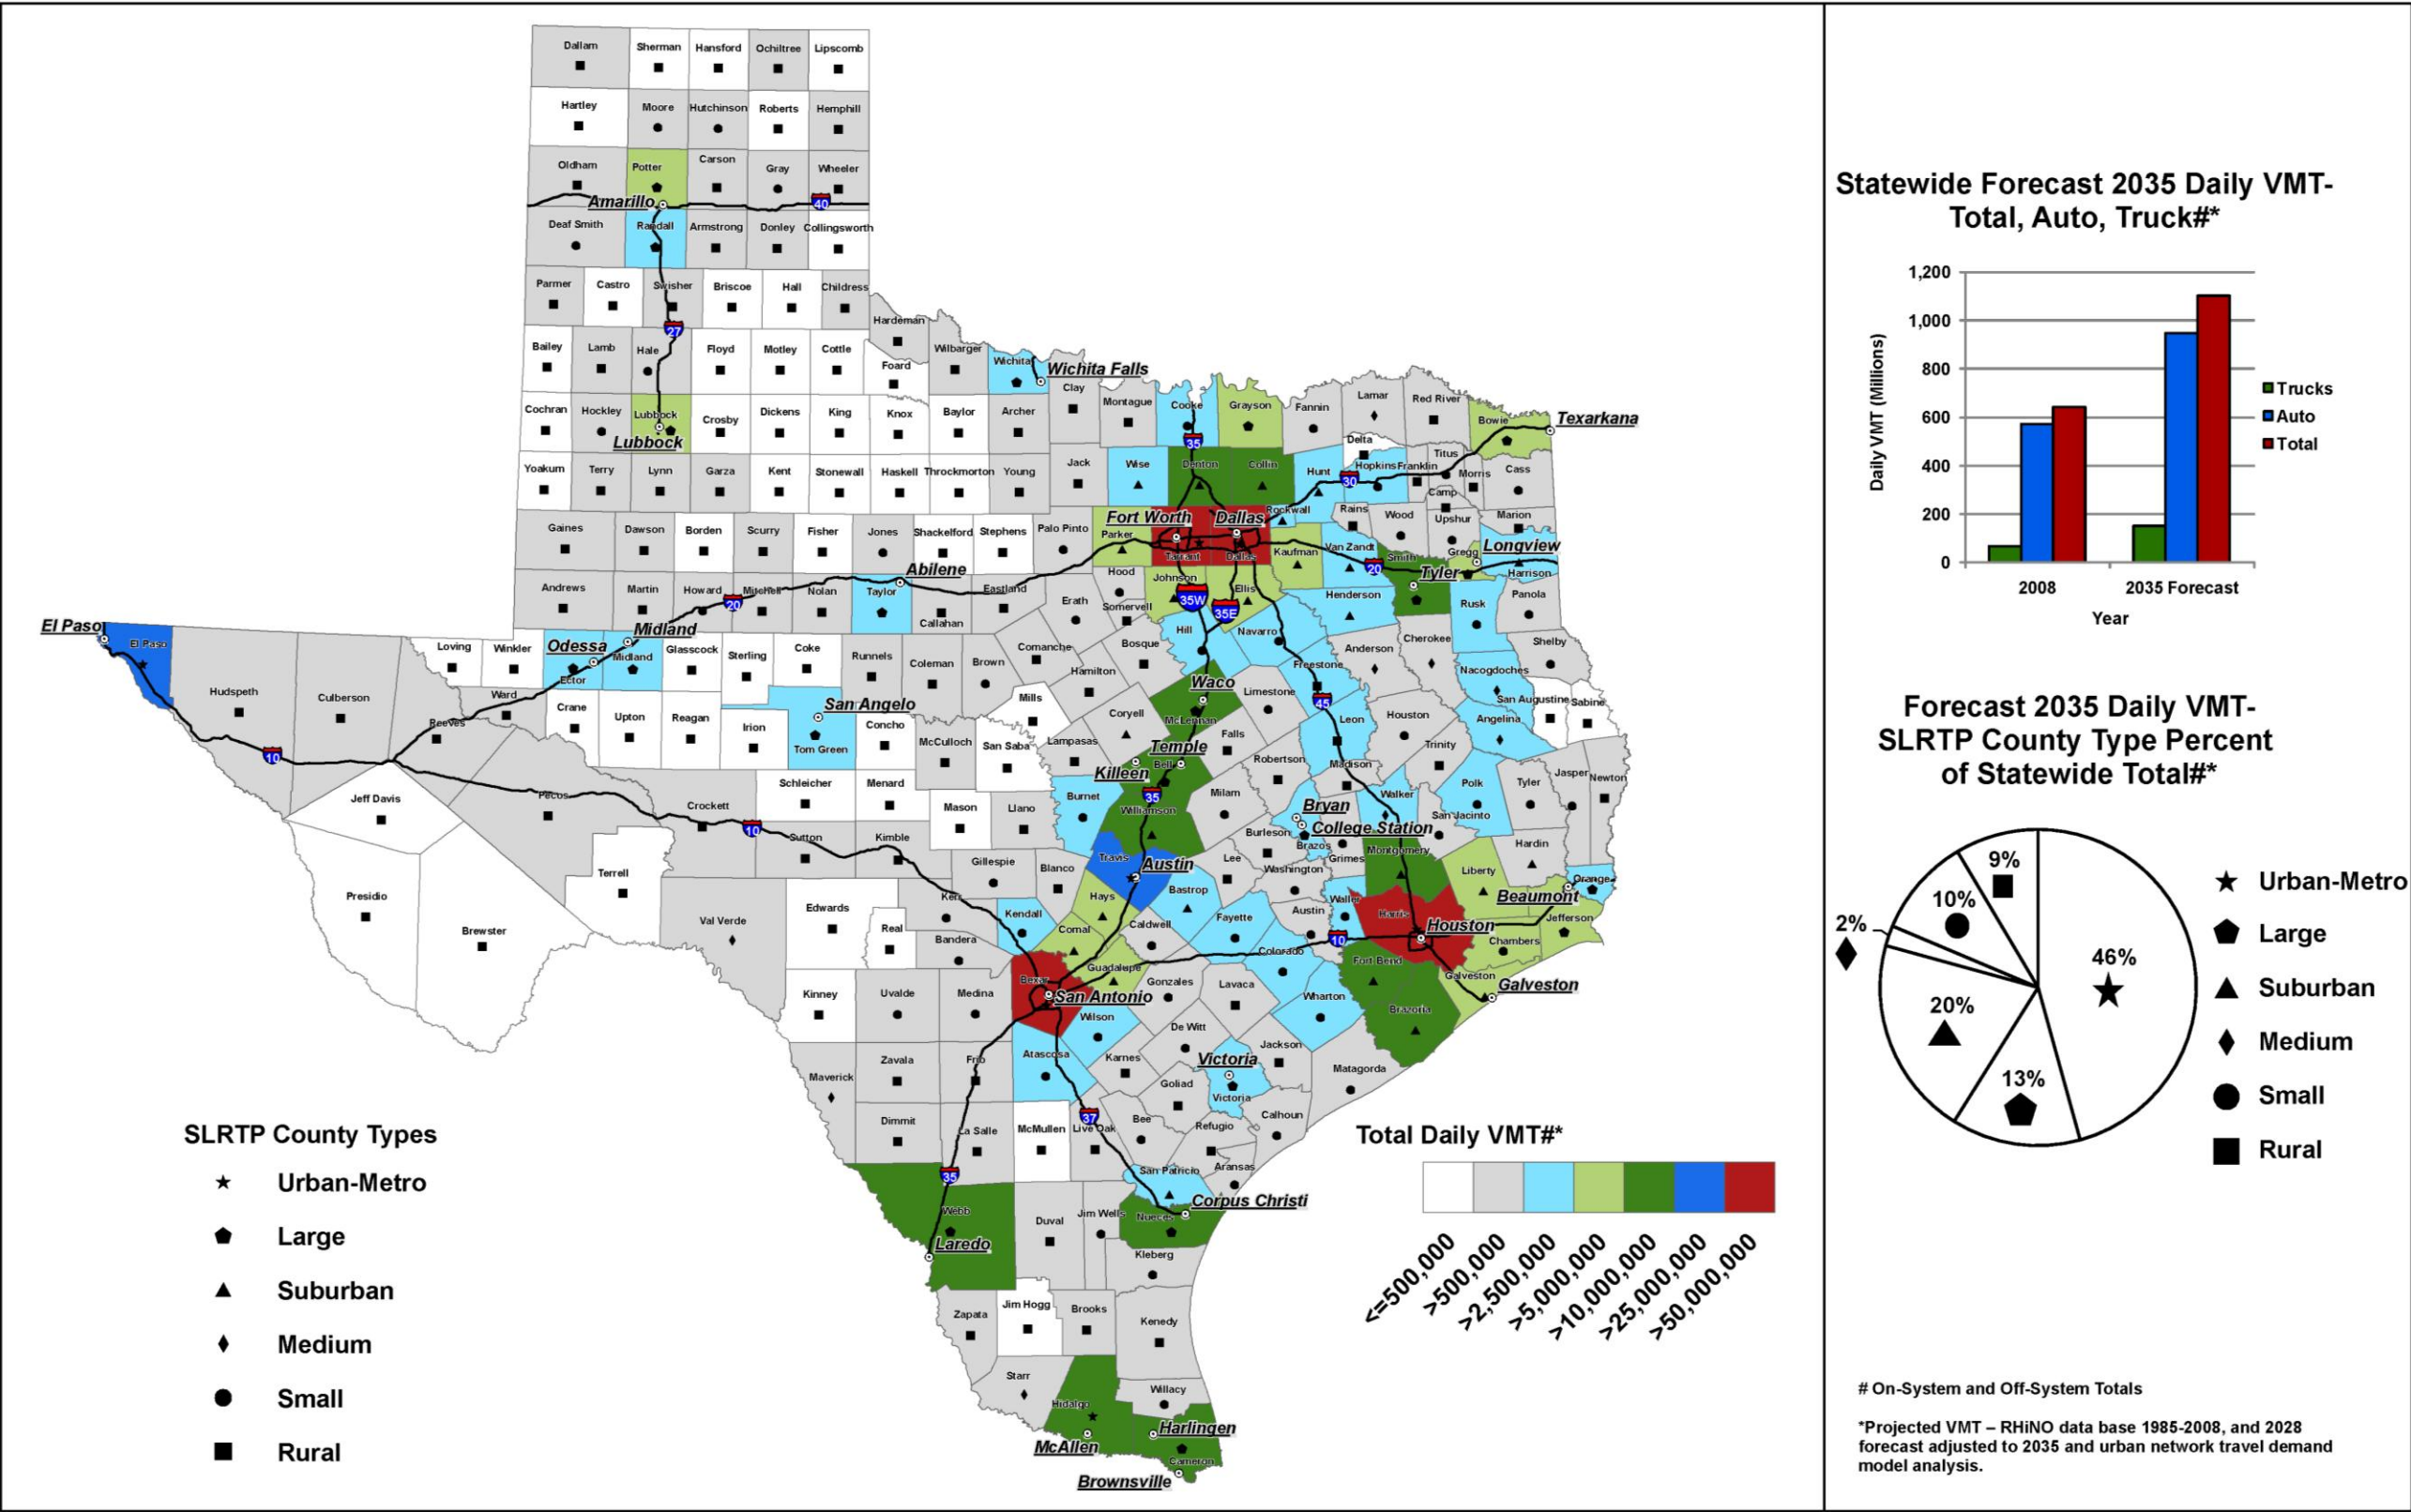 Dallam
Sherman
Hansford
Ochiltree
Lipscomb
Hartley
Moore
Hutchinson
Roberts
Hemphill
Oldham
Potter
Carson
Gray
Wheeler
Amarillo
40
Deaf Smith
Randall
Armstrong
Donley
Collingsworth
Parmer
Castro
Swisher
Briscoe
Hall
Childress
27
Hardeman
Bailey
Lamb
Hale
Floyd
Motley
Cottle
Foard
Wilbarger
Wichita
Wichita Falls
Clay
Cochran
Hockley
Lubbock
Lubbock
Crosby
Dickens
King
Knox
Baylor
Archer
Montague
Cooke
35
Grayson
Fannin
Lamar
Red River
Bowie
Texarkana
Yoakum
Terry
Lynn
Garza
Kent
Stonewall
Haskell
Throckmorton
Young
Jack
Wise
Denton
Collin
Hunt
Delta
Hopkins
30
Franklin
Titus
Morris
Cass
Camp
Gaines
Dawson
Borden
Scurry
Fisher
Jones
Shackelford
Stephens
Palo Pinto
Parker
Fort Worth
Tarrant
Dallas
Dallas
Rockwall
Rains
Wood
Upshur
Marion
Kaufman
Van Zandt
20
Smith
Tyler
Gregg
Longview
Harrison
Andrews
Martin
Howard
20
Mitchell
Nolan
Taylor
Abilene
Callahan
Eastland
Erath
Hood
Somervell
Johnson
35W
35E
Ellis
Henderson
Rusk
Panola
El Paso
El Paso
Hudspeth
Culberson
Loving
Winkler
Odessa
Ector
Midland
Midland
Glasscock
Sterling
Coke
Runnels
Coleman
Brown
Comanche
Hamilton
Bosque
Hill
Navarro
Freestone
Anderson
Cherokee
Shelby
Nacogdoches
San Augustine
Sabine
10
Reeves
Ward
Crane
Upton
Reagan
Irion
Tom Green
San Angelo
Concho
McCulloch
Mills
San Saba
Lampasas
Coryell
Waco
McLennan
Limestone
45
Leon
Houston
Angelina
Falls
Temple
Bell
Killeen
35
Robertson
Madison
Trinity
Polk
Tyler
Jasper
Newton
Jeff Davis
Pecos
Crockett
10
Schleicher
Menard
Mason
Llano
Burnet
Williamson
Milam
Bryan
College Station
Brazos
Burleson
Walker
San Jacinto
Grimes
Montgomery
Hardin
Presidio
Brewster
Terrell
Val Verde
Sutton
Kimble
Edwards
Real
Kerr
Bandera
Gillespie
Blanco
Kendall
Travis
Austin
Hays
Comal
Bastrop
Lee
Washington
Liberty
Orange
Beaumont
Jefferson
Chambers
Caldwell
Fayette
Austin
Waller
Harris
Houston
10
Colorado
Guadalupe
Bexar
San Antonio
Gonzales
Lavaca
Wharton
Fort Bend
Brazoria
Galveston
Galveston
Kinney
Uvalde
Medina
Wilson
De Witt
Jackson
Matagorda
Maverick
Zavala
Frio
Atascosa
Karnes
Goliad
Victoria
Victoria
Calhoun
Dimmit
La Salle
McMullen
37
Live Oak
Bee
Refugio
San Patricio
Aransas
35
Webb
Laredo
Duval
Jim Wells
Nueces
Corpus Christi
Kleberg
Zapata
Jim Hogg
Brooks
Kenedy
Starr
Hidalgo
Willacy
Harlingen
McAllen
Cameron
Brownsville
SLRTP County Types
Urban-Metro
Large
Suburban
Medium
Small
Rural
Total Daily VMT#*
<=500,000
>500,000
>2,500,000
>5,000,000
>10,000,000
>25,000,000
>50,000,000
Statewide Forecast 2035 Daily VMT-
Total, Auto, Truck#*
Daily VMT (Millions)
1,200
1,000
800
600
400
200
0
2008
2035 Forecast
Year
Trucks
Auto
Total
Forecast 2035 Daily VMT-
SLRTP County Type Percent
of Statewide Total#*
9%
10%
2%
20%
13%
46%
Urban-Metro
Large
Suburban
Medium
Small
Rural
# On-System and Off-System Totals
*Projected VMT – RHiNO data base 1985-2008, and 2028
forecast adjusted to 2035 and urban network travel demand
model analysis.